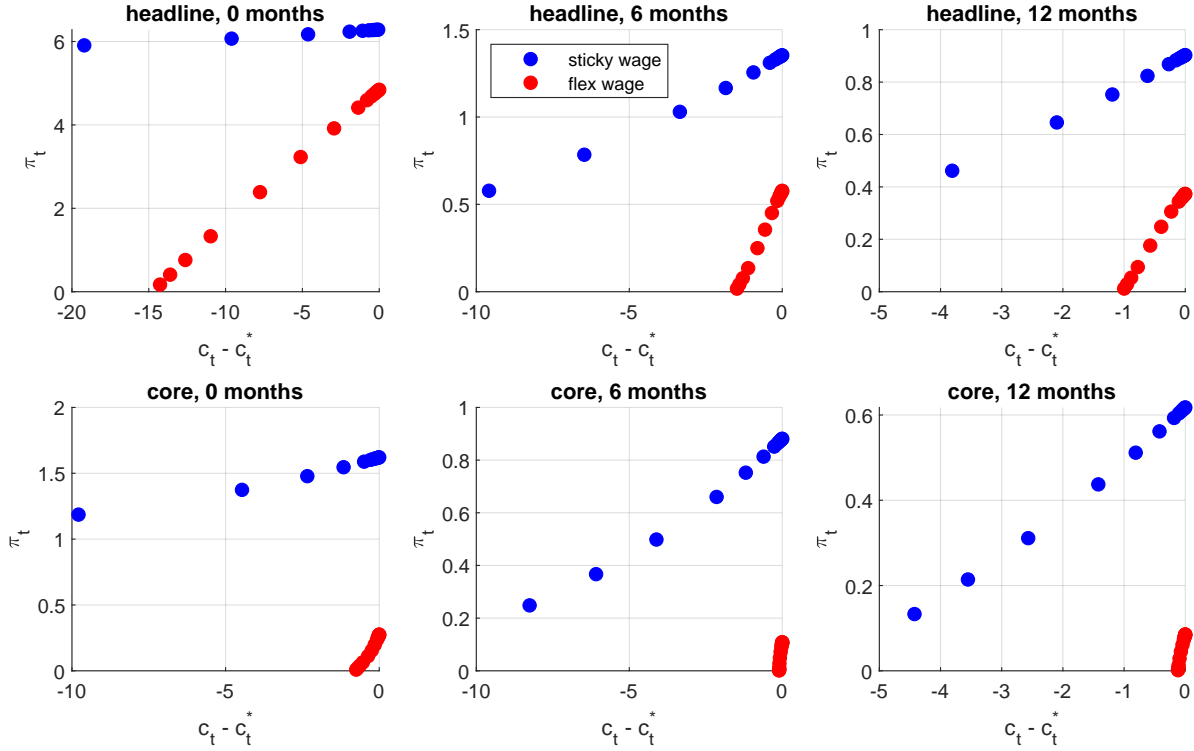 headline, 0 months
6
4
2
0
-20
-15
-10
-5
0
π_t
c_t - c_t^*
headline, 6 months
sticky wage
flex wage
1.5
1
0.5
0
-10
-5
0
π_t
c_t - c_t^*
headline, 12 months
1
0.8
0.6
0.4
0.2
0
-5
-4
-3
-2
-1
0
π_t
c_t - c_t^*
core, 0 months
2
1.5
1
0.5
0
-10
-5
0
π_t
c_t - c_t^*
core, 6 months
1
0.8
0.6
0.4
0.2
0
-10
-5
0
π_t
c_t - c_t^*
core, 12 months
0.6
0.4
0.2
0
-5
-4
-3
-2
-1
0
π_t
c_t - c_t^*